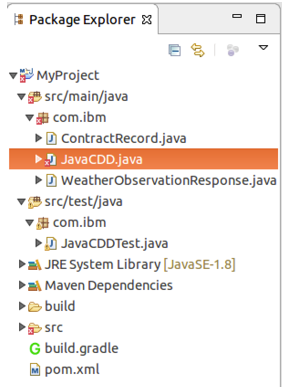 Package Explorer
MyProject
src/main/java
com.ibm
ContractRecord.java
JavaCDD.java
WeatherObservationResponse.java
src/test/java
com.ibm
JavaCDDTest.java
JRE System Library [JavaSE-1.8]
Maven Dependencies
build
src
build.gradle
pom.xml